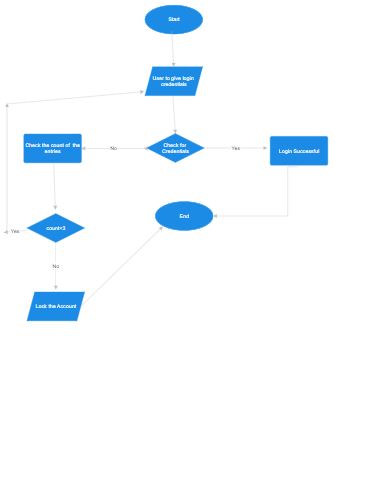 Start
User to give login
credentials
Check the count of the
entries
No
Check for
Credentials
Yes
Login Successful
End
Yes
count<3
No
Lock the Account